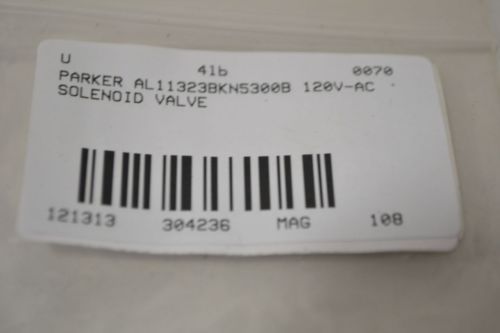 U 41b 0070
PARKER AL11323BKN5300B 120V-AC
SOLENOID VALVE
121313 304236 MAG 108